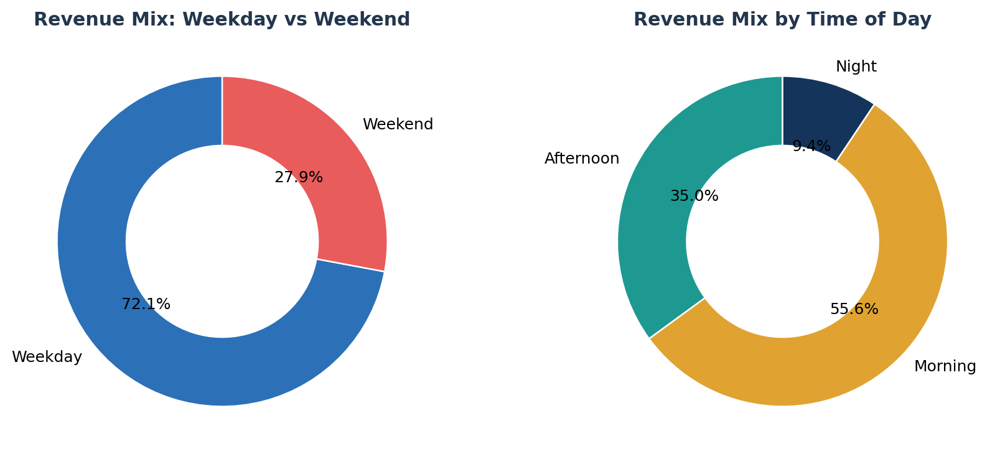 Revenue Mix: Weekday vs Weekend
Weekend
27.9%
72.1%
Weekday
Revenue Mix by Time of Day
Night
9.4%
Afternoon
35.0%
55.6%
Morning